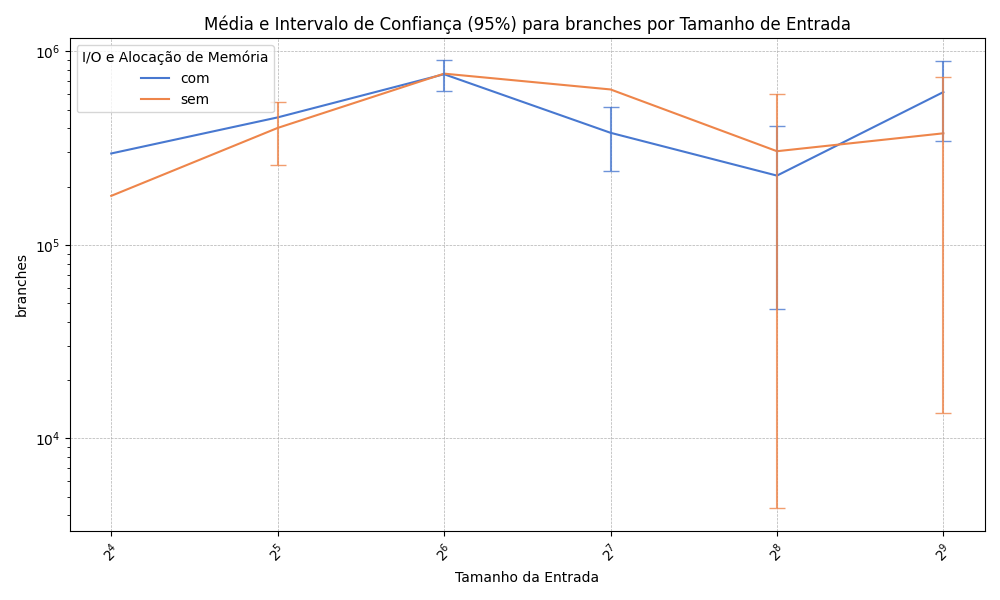 Média e Intervalo de Confiança (95%) para branches por Tamanho de Entrada
I/O e Alocação de Memória
com
sem
branches
10⁶
10⁵
10⁴
2⁴
2⁵
2⁶
2⁷
2⁸
2⁹
Tamanho da Entrada